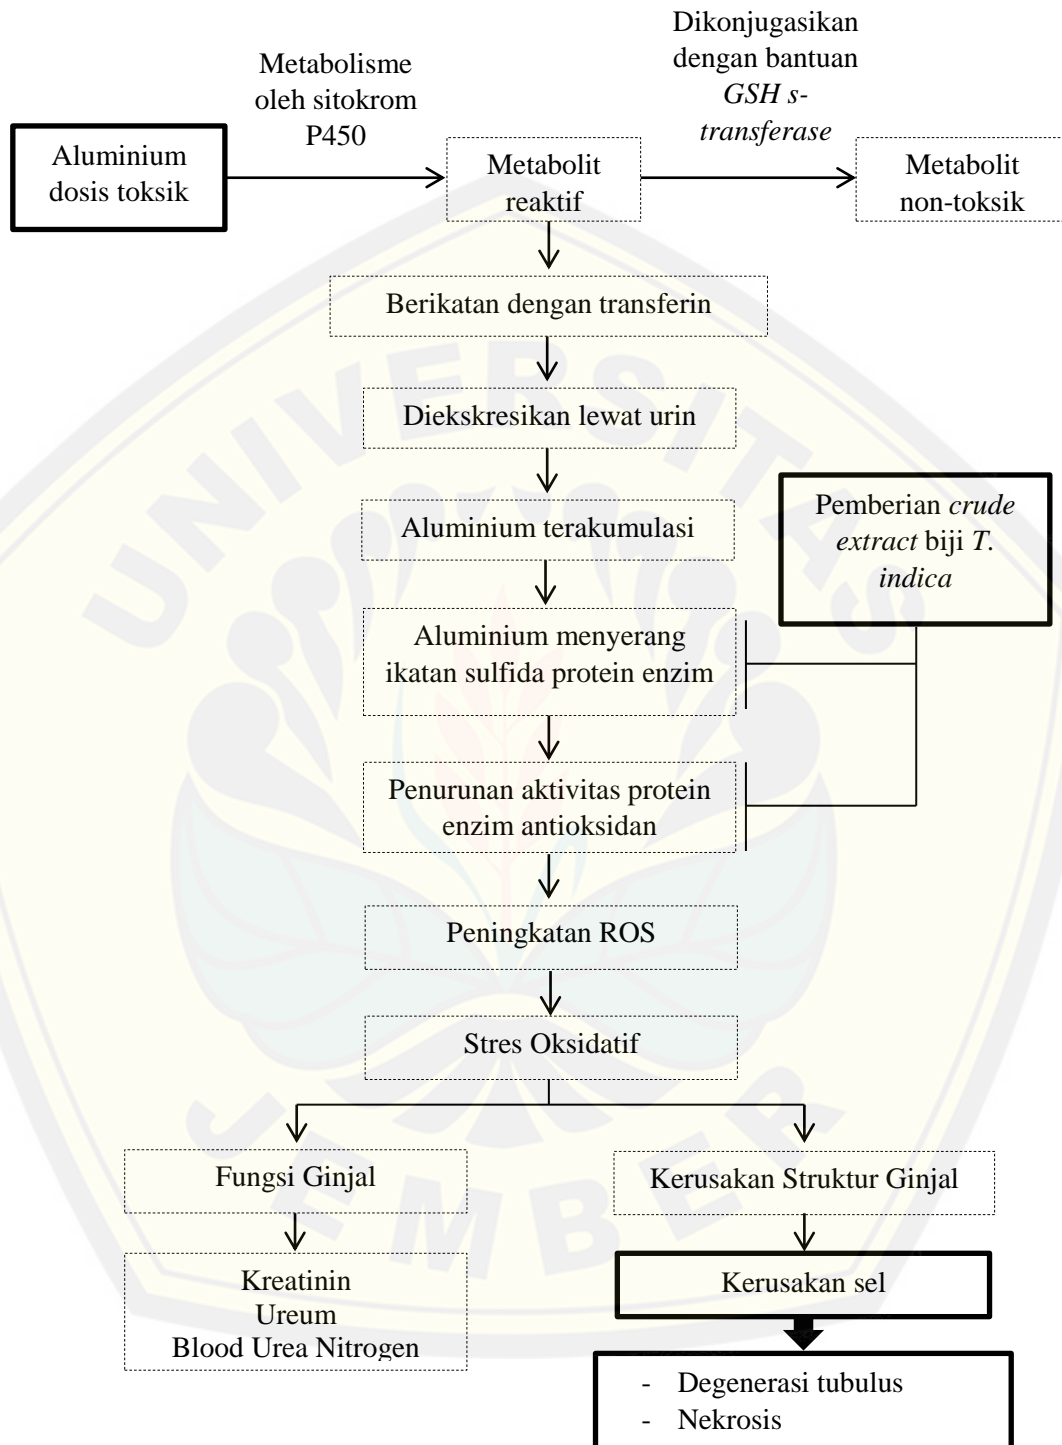 Dikonjugasikan
dengan bantuan
GSH s-
transferase
Metabolisme
oleh sitokrom
P450
Aluminium
dosis toksik
Metabolit
reaktif
Metabolit
non-toksik
Berikatan dengan transferin
Diekskresikan lewat urin
Aluminium terakumulasi
Pemberian crude
extract biji T.
indica
Aluminium menyerang
ikatan sulfida protein enzim
Penurunan aktivitas protein
enzim antioksidan
Peningkatan ROS
Stres Oksidatif
Fungsi Ginjal
Kerusakan Struktur Ginjal
Kreatinin
Ureum
Blood Urea Nitrogen
Kerusakan sel
- Degenerasi tubulus
- Nekrosis
UNIVERSITAS
JEMBER